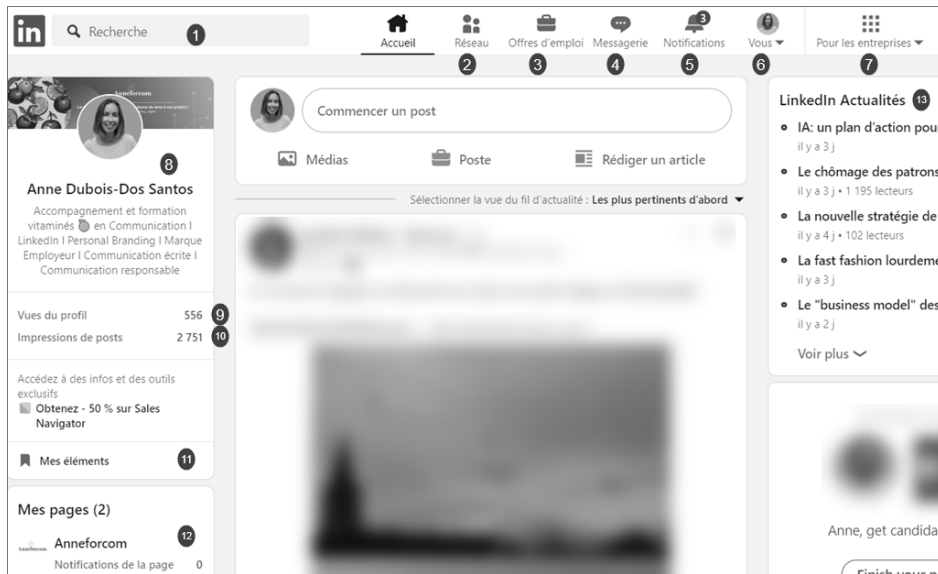 in
Recherche
1
Accueil
Réseau
2
Offres d'emploi
3
Messagerie
4
3
Notifications
5
Vous
6
Pour les entreprises
7
Anneforcom
8
Anne Dubois-Dos Santos
Accompagnement et formation
vitaminés en Communication I
LinkedIn I Personal Branding I Marque
Employeur I Communication écrite I
Communication responsable
Vues du profil 556 9
Impressions de posts 2 751 10
Accédez à des infos et des outils
exclusifs
Obtenez - 50 % sur Sales
Navigator
Mes éléments 11
Mes pages (2)
Anneforcom 12
Notifications de la page 0
Commencer un post
Médias
Poste
Rédiger un article
Sélectionner la vue du fil d'actualité : Les plus pertinents d'abord
LinkedIn Actualités 13
IA: un plan d'action pou
il y a 3 j
Le chômage des patrons
il y a 3 j • 1 195 lecteurs
La nouvelle stratégie de
il y a 4 j • 102 lecteurs
La fast fashion lourdeme
il y a 3 j
Le "business model" des
il y a 2 j
Voir plus
Anne, get candida
Finish your p